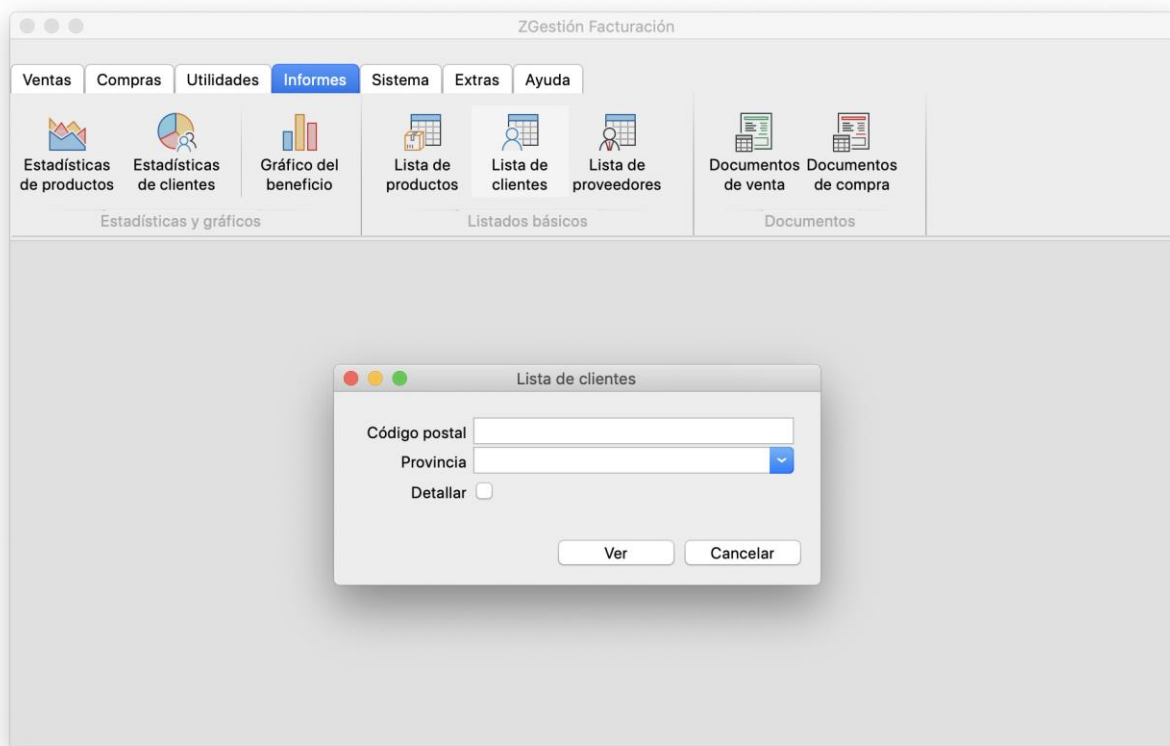 ZGestión Facturación
Ventas Compras Utilidades Informes Sistema Extras Ayuda
Estadísticas de productos
Estadísticas de clientes
Gráfico del beneficio
Lista de productos
Lista de clientes
Lista de proveedores
Documentos de venta
Documentos de compra
Estadísticas y gráficos
Listados básicos
Documentos
Lista de clientes
Código postal
Provincia
Detallar
Ver Cancelar